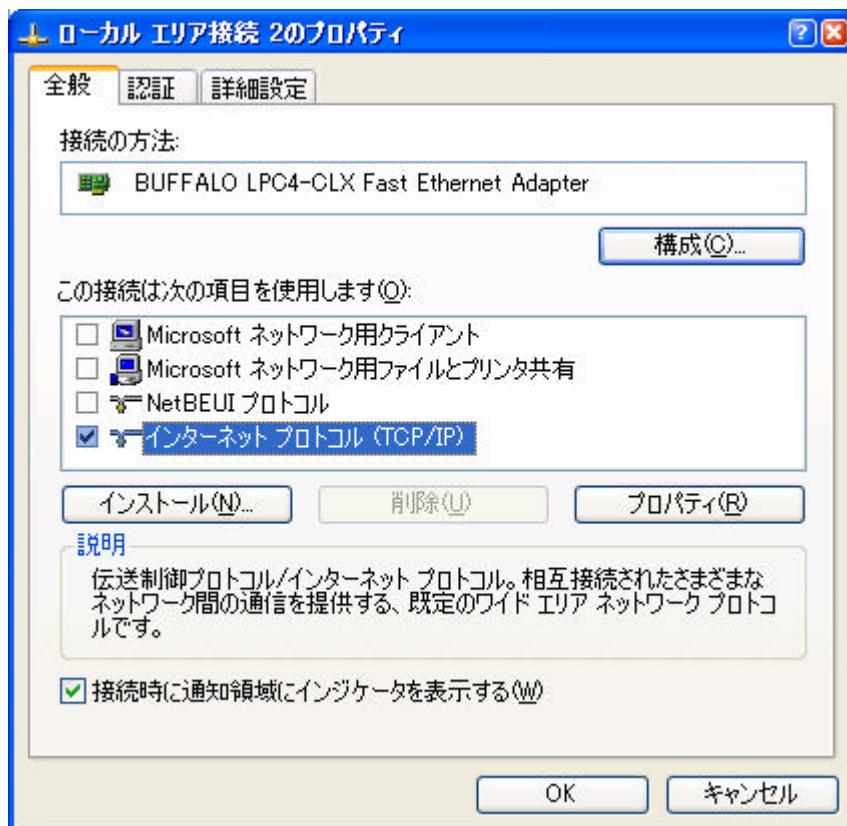 ローカル エリア接続 2のプロパティ
全般 認証 詳細設定
接続の方法:
BUFFALO LPC4-CLX Fast Ethernet Adapter
構成(C)...
この接続は次の項目を使用します(O):
Microsoft ネットワーク用クライアント
Microsoft ネットワーク用ファイルとプリンタ共有
NetBEUI プロトコル
インターネット プロトコル (TCP/IP)
インストール(N)... 削除(U) プロパティ(R)
説明
伝送制御プロトコル/インターネット プロトコル。相互接続されたさまざまな
ネットワーク間の通信を提供する、既定のワイド エリア ネットワーク プロトコ
ルです。
接続時に通知領域にインジケータを表示する(W)
OK キャンセル